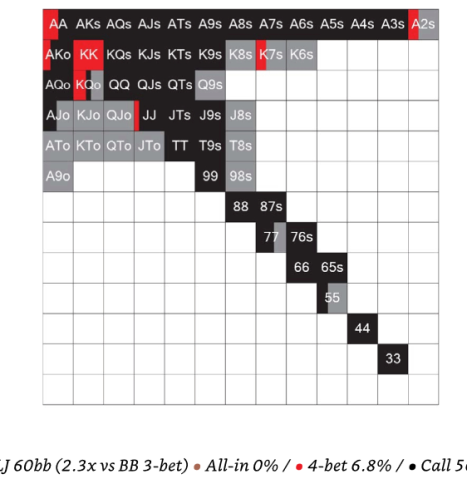 AA AKs AQs AJs ATs A9s A8s A7s A6s A5s A4s A3s A2s
AKo KK KQs KJs KTs K9s K8s K7s K6s
AQo KQo QQ QJs QTs Q9s
AJo KJo QJo JJ JTs J9s J8s
ATo KTo QTo JTo TT T9s T8s
A9o 99 98s
88 87s
77 76s
66 65s
55
44
33
LJ 60bb (2.3x vs BB 3-bet) • All-in 0% / • 4-bet 6.8% / • Call